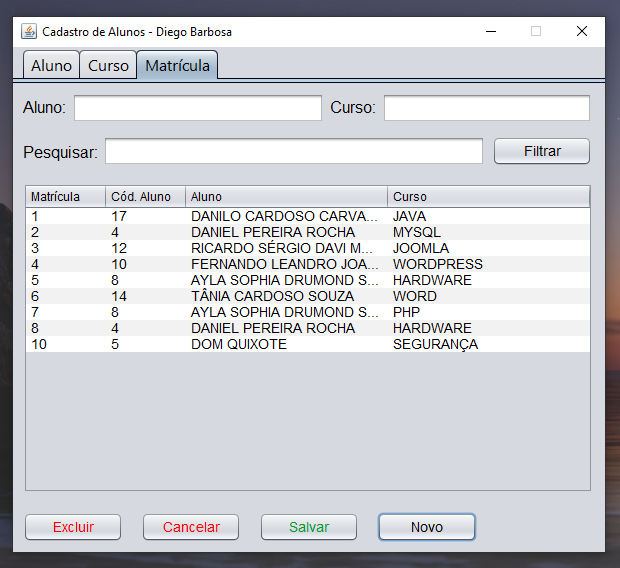 Cadastro de Alunos - Diego Barbosa
Aluno Curso Matrícula
Aluno: Curso:
Pesquisar: Filtrar
Matrícula Cód. Aluno Aluno Curso
1 17 DANILO CARDOSO CARVA... JAVA
2 4 DANIEL PEREIRA ROCHA MYSQL
3 12 RICARDO SÉRGIO DAVI M... JOOMLA
4 10 FERNANDO LEANDRO JOA... WORDPRESS
5 8 AYLA SOPHIA DRUMOND S... HARDWARE
6 14 TÂNIA CARDOSO SOUZA WORD
7 8 AYLA SOPHIA DRUMOND S... PHP
8 4 DANIEL PEREIRA ROCHA HARDWARE
10 5 DOM QUIXOTE SEGURANÇA
Excluir Cancelar Salvar Novo